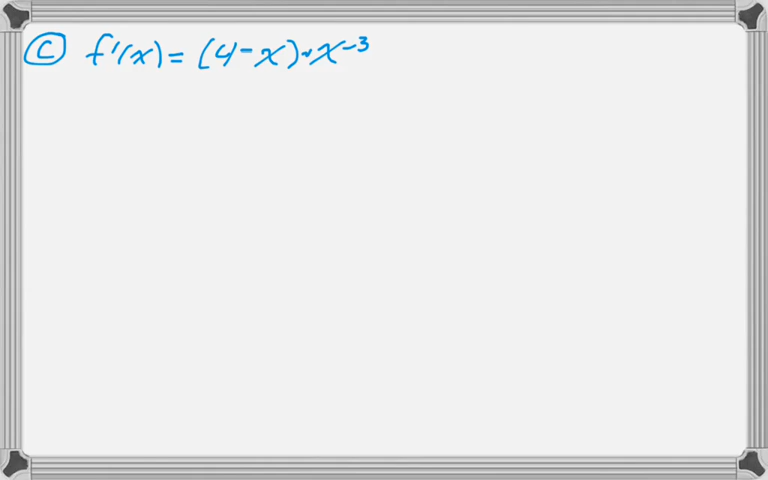 Ⓒ f'(x) = (4-x)·x⁻³